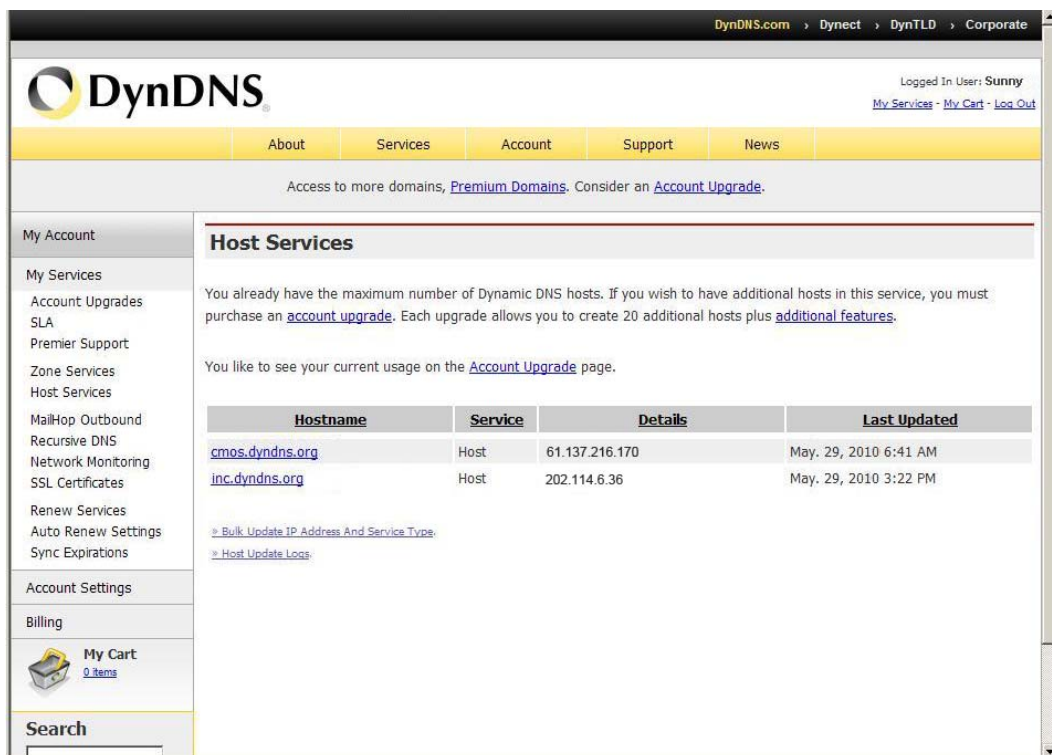 DynDNS.com › Dynect › DynTLD › Corporate
DynDNS®
Logged In User: Sunny
My Services - My Cart - Log Out
About Services Account Support News
Access to more domains, Premium Domains. Consider an Account Upgrade.
My Account
My Services
Account Upgrades
SLA
Premier Support
Zone Services
Host Services
MailHop Outbound
Recursive DNS
Network Monitoring
SSL Certificates
Renew Services
Auto Renew Settings
Sync Expirations
Account Settings
Billing
My Cart
0 items
Search
Host Services
You already have the maximum number of Dynamic DNS hosts. If you wish to have additional hosts in this service, you must
purchase an account upgrade. Each upgrade allows you to create 20 additional hosts plus additional features.
You like to see your current usage on the Account Upgrade page.
Hostname Service Details Last Updated
cmos.dyndns.org Host 61.137.216.170 May. 29, 2010 6:41 AM
inc.dyndns.org Host 202.114.6.36 May. 29, 2010 3:22 PM
» Bulk Update IP Address And Service Type.
» Host Update Logs.